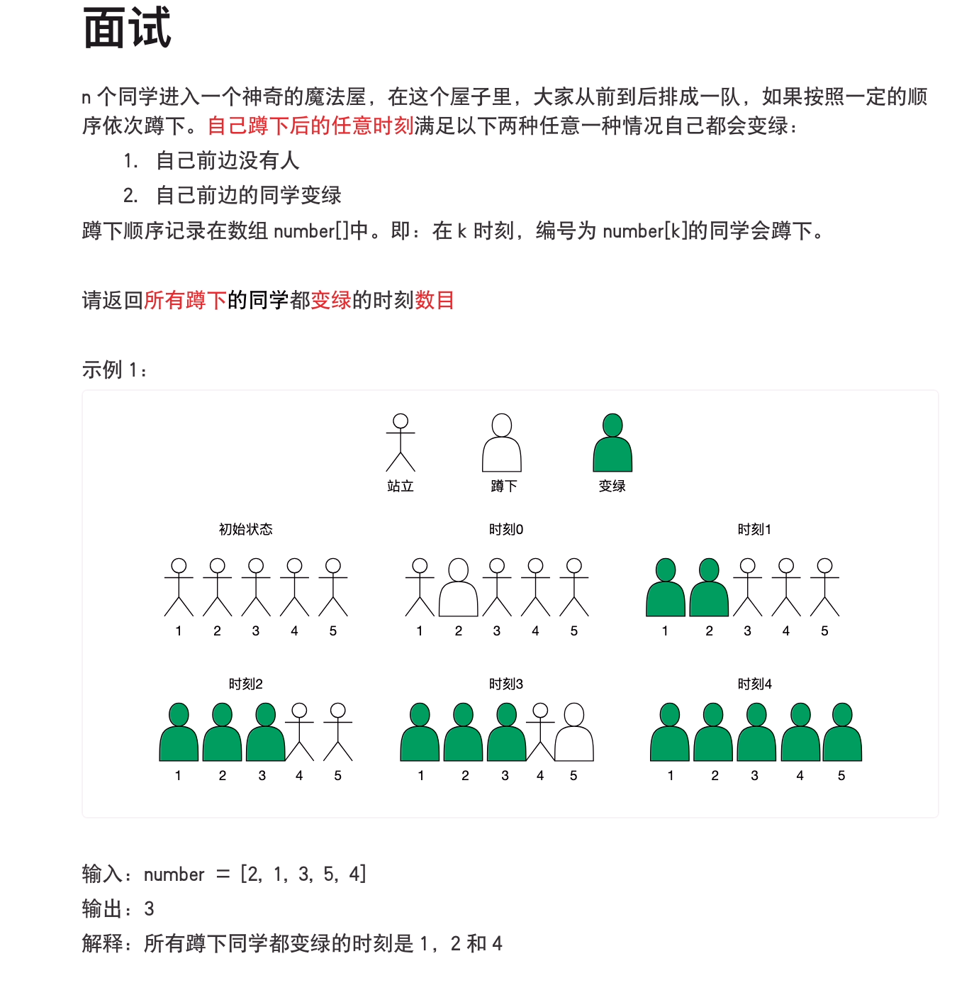 面试
n 个同学进入一个神奇的魔法屋，在这个屋子里，大家从前到后排成一队，如果按照一定的顺
序依次蹲下。自己蹲下后的任意时刻满足以下两种任意一种情况自己都会变绿：
1. 自己前边没有人
2. 自己前边的同学变绿
蹲下顺序记录在数组 number[]中。即：在 k 时刻，编号为 number[k]的同学会蹲下。
请返回所有蹲下的同学都变绿的时刻数目
示例 1：
站立 蹲下 变绿
初始状态 时刻0 时刻1
1 2 3 4 5 1 2 3 4 5 1 2 3 4 5
时刻2 时刻3 时刻4
1 2 3 4 5 1 2 3 4 5 1 2 3 4 5
输入：number = [2, 1, 3, 5, 4]
输出：3
解释：所有蹲下同学都变绿的时刻是 1，2 和 4